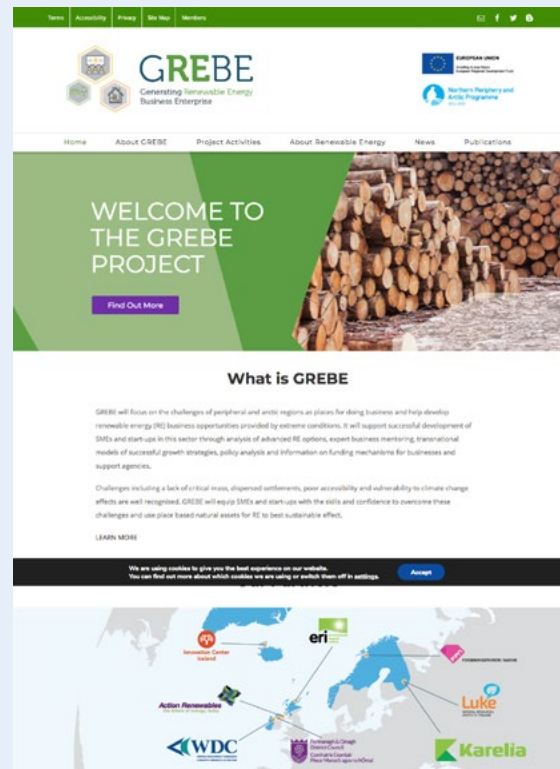 Terms Accessibility Privacy Site Map Members
GREBE
Generating Renewable Energy
Business Enterprise
EUROPEAN UNION
Northern Periphery and
Arctic Programme
Home About GREBE Project Activities About Renewable Energy News Publications
WELCOME TO
THE GREBE
PROJECT
Find Out More
What is GREBE
GREBE will focus on the challenges of peripheral and arctic regions as places for doing business and help develop
renewable energy (RE) business opportunities provided by extreme conditions. It will support successful development of
SMEs and start-ups in this sector through analysis of advanced RE options, expert business mentoring, transnational
models of successful growth strategies, policy analysis and information on funding mechanisms for businesses and
support agencies.
Challenges including a lack of critical mass, dispersed settlements, poor accessibility and vulnerability to climate change
effects are well recognised. GREBE will equip SMEs and start-ups with the skills and confidence to overcome these
challenges and use place based natural assets for RE to best sustainable effect.
LEARN MORE
We are using cookies to give you the best experience on our website.
You can find out more about which cookies we are using or switch them off in settings.
Accept
eri
Innovation Center
Iceland
Action Renewables
Luke
WDC
Fermanagh & Omagh
District Council
Karelia